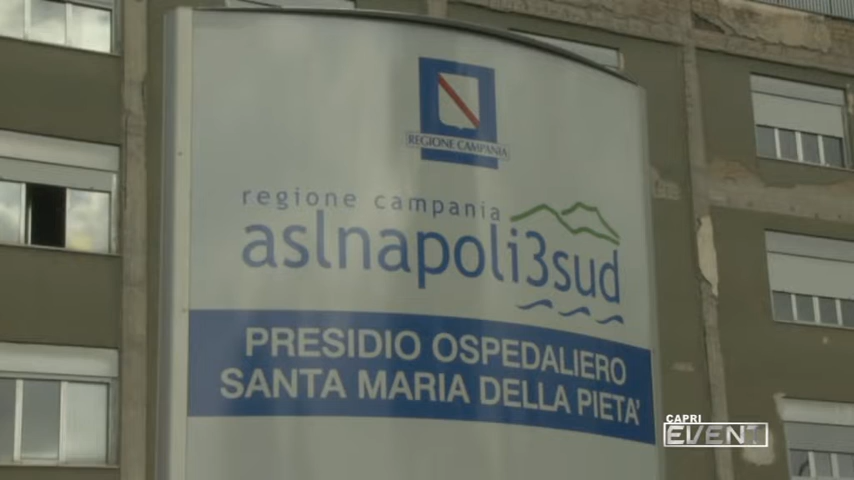 REGIONE CAMPANIA
regione campania
aslnapoli3sud
PRESIDIO OSPEDALIERO
SANTA MARIA DELLA PIETA'
CAPRI
EVENT